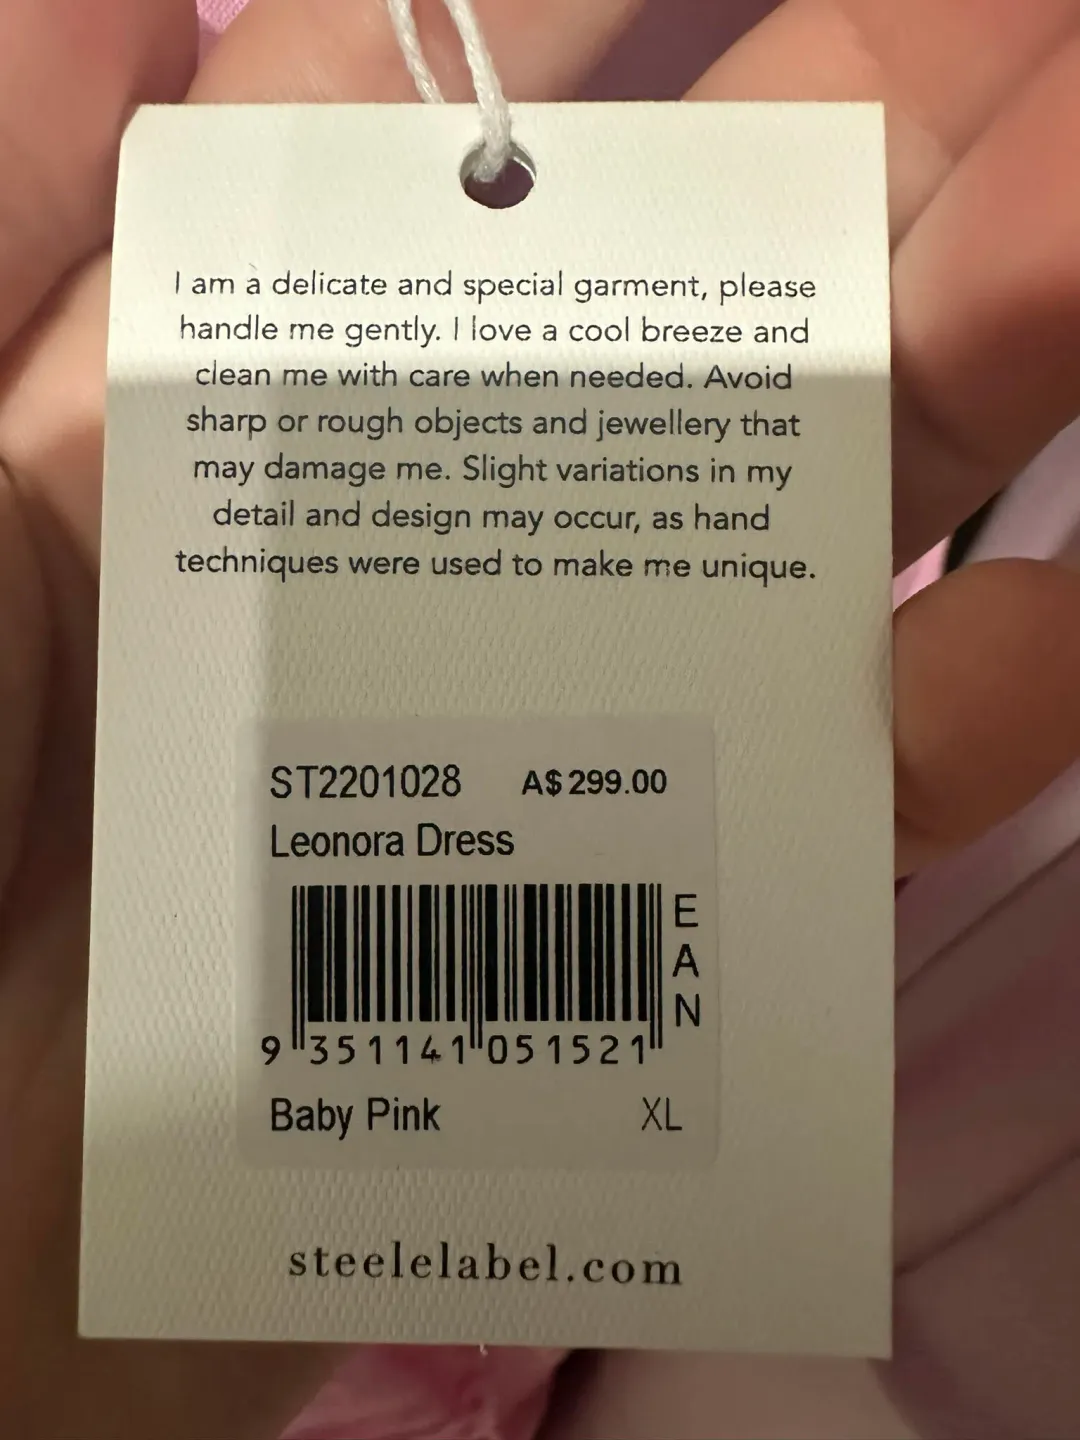 I am a delicate and special garment, please
handle me gently. I love a cool breeze and
clean me with care when needed. Avoid
sharp or rough objects and jewellery that
may damage me. Slight variations in my
detail and design may occur, as hand
techniques were used to make me unique.
ST2201028 A$299.00
Leonora Dress
EAN
9 351141 051521
Baby Pink XL
steelelabel.com